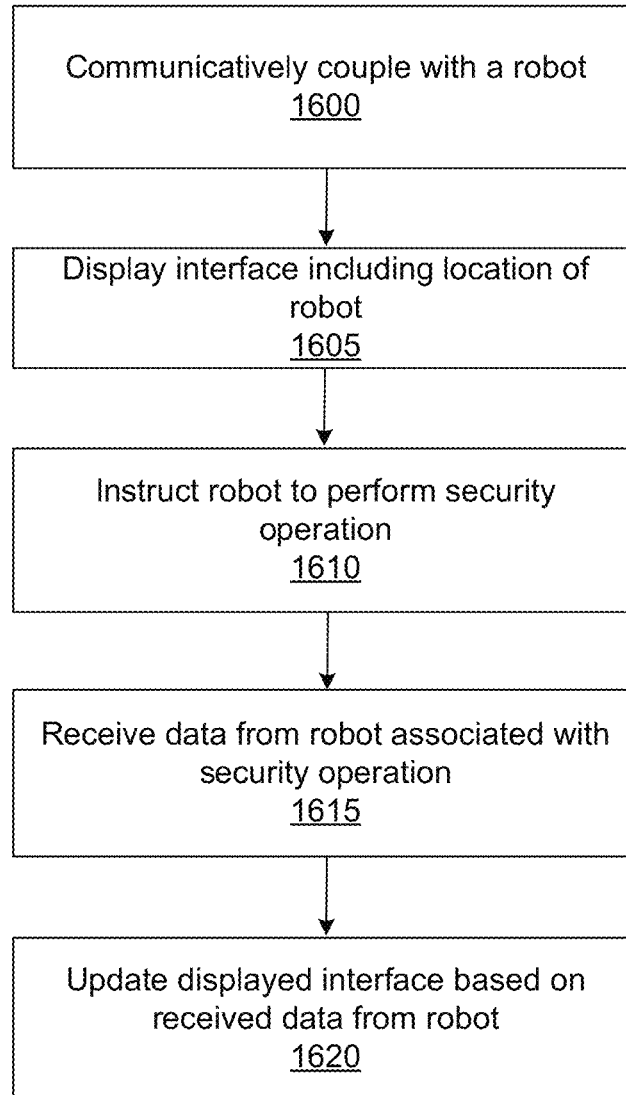 Communicatively couple with a robot
1600
Display interface including location of
robot
1605
Instruct robot to perform security
operation
1610
Receive data from robot associated with
security operation
1615
Update displayed interface based on
received data from robot
1620